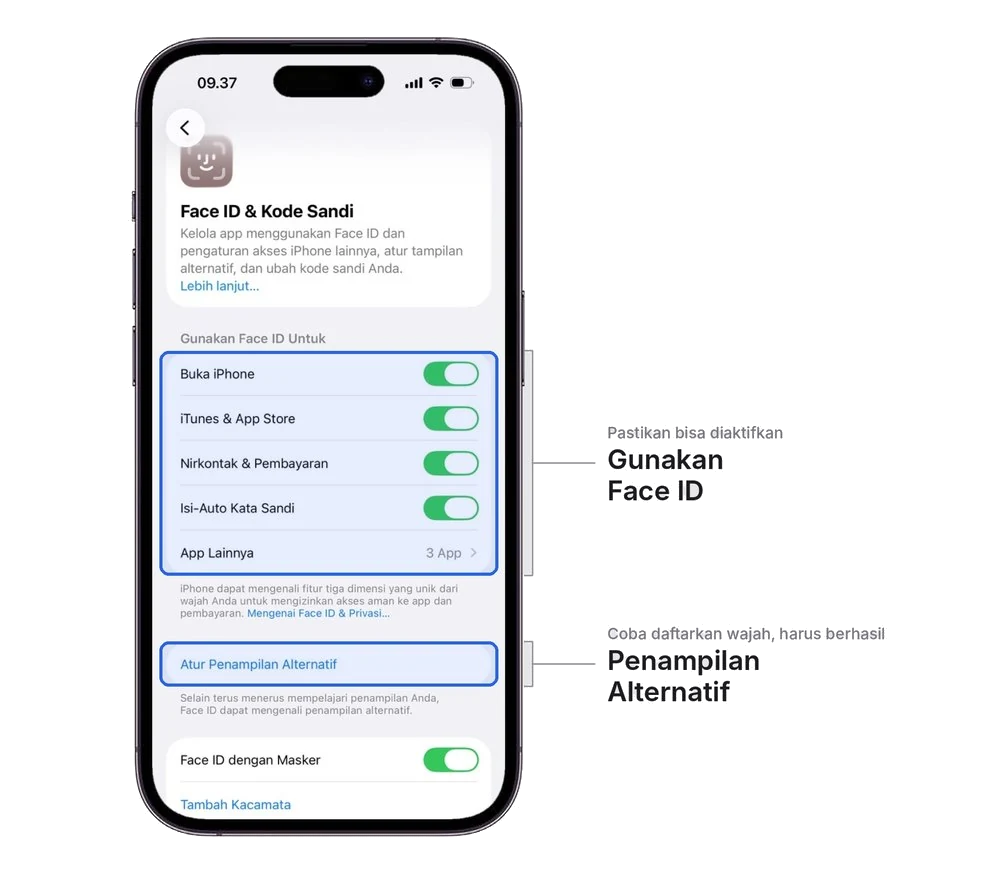 09.37
Face ID & Kode Sandi
Kelola app menggunakan Face ID dan
pengaturan akses iPhone lainnya, atur tampilan
alternatif, dan ubah kode sandi Anda.
Lebih lanjut...
Gunakan Face ID Untuk
Buka iPhone
iTunes & App Store
Nirkontak & Pembayaran
Isi-Auto Kata Sandi
App Lainnya 3 App
iPhone dapat mengenali fitur tiga dimensi yang unik dari
wajah Anda untuk mengizinkan akses aman ke app dan
pembayaran. Mengenai Face ID & Privasi...
Atur Penampilan Alternatif
Selain terus menerus mempelajari penampilan Anda,
Face ID dapat mengenali penampilan alternatif.
Face ID dengan Masker
Tambah Kacamata
Pastikan bisa diaktifkan
Gunakan
Face ID
Coba daftarkan wajah, harus berhasil
Penampilan
Alternatif